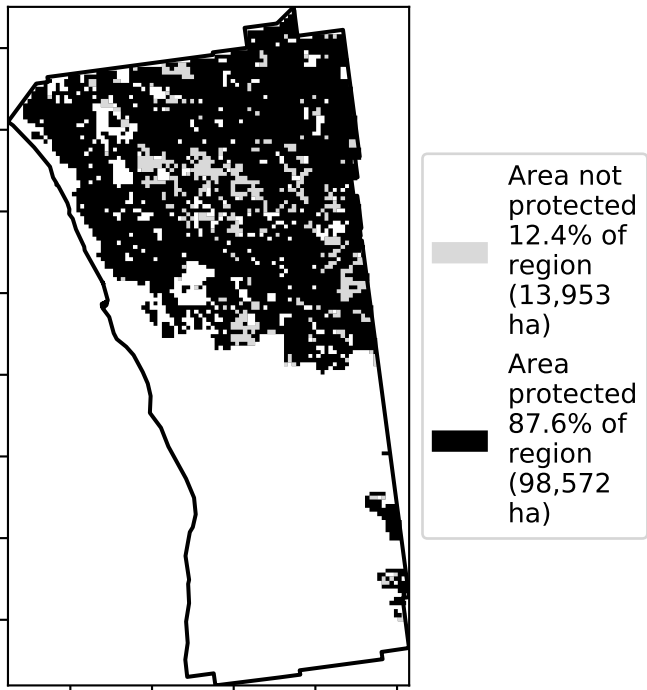 Area not
protected
12.4% of
region
(13,953
ha)
Area
protected
87.6% of
region
(98,572
ha)